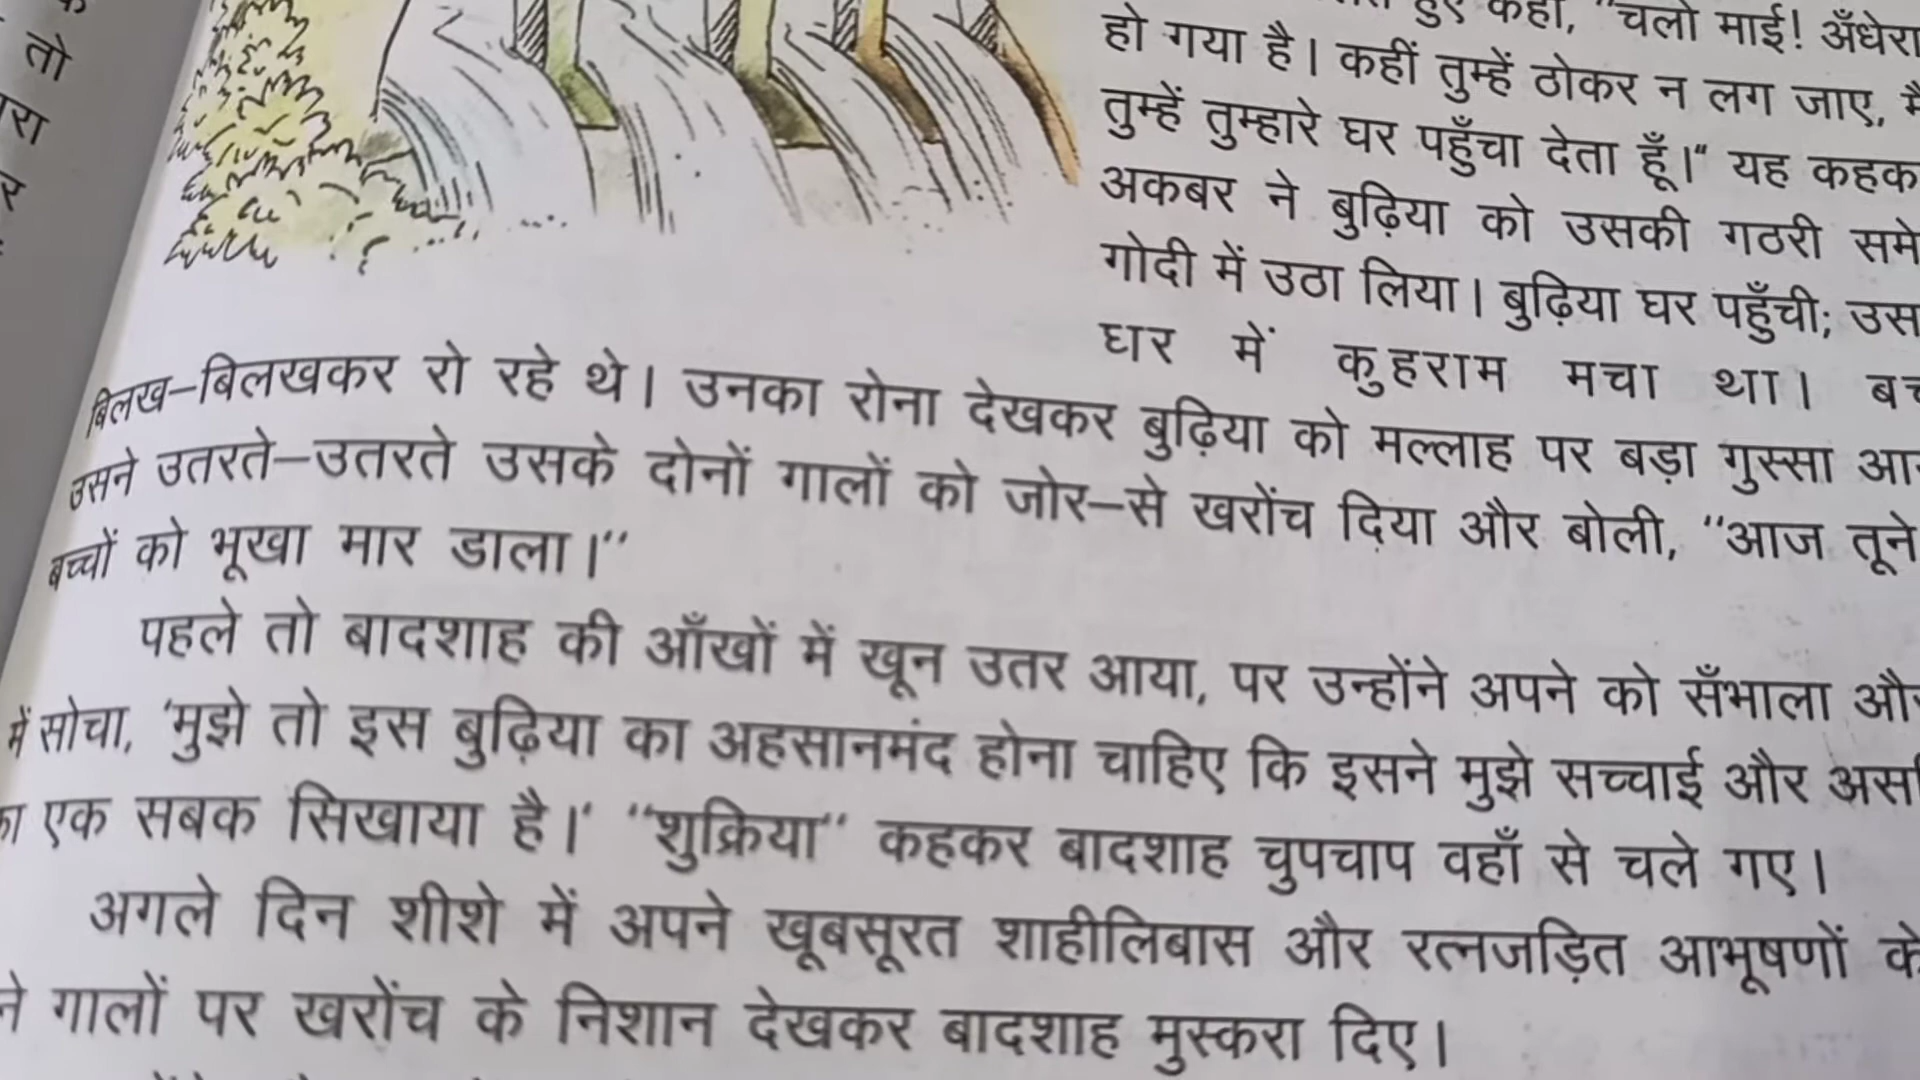 तो
हुए कहा, "चलो माई! अँधेरा
हो गया है। कहीं तुम्हें ठोकर न लग जाए, मैं
तुम्हें तुम्हारे घर पहुँचा देता हूँ।" यह कहक
अकबर ने बुढ़िया को उसकी गठरी समे
गोदी में उठा लिया। बुढ़िया घर पहुँची; उस
घर में कुहराम मचा था। बच
बिलख–बिलखकर रो रहे थे। उनका रोना देखकर बुढ़िया को मल्लाह पर बड़ा गुस्सा आ
उसने उतरते–उतरते उसके दोनों गालों को जोर–से खरोंच दिया और बोली, "आज तूने
बच्चों को भूखा मार डाला।"
पहले तो बादशाह की आँखों में खून उतर आया, पर उन्होंने अपने को सँभाला औ
में सोचा, 'मुझे तो इस बुढ़िया का अहसानमंद होना चाहिए कि इसने मुझे सच्चाई और अस
का एक सबक सिखाया है।' "शुक्रिया" कहकर बादशाह चुपचाप वहाँ से चले गए।
अगले दिन शीशे में अपने खूबसूरत शाहीलिबास और रत्नजड़ित आभूषणों के
ने गालों पर खरोंच के निशान देखकर बादशाह मुस्करा दिए।